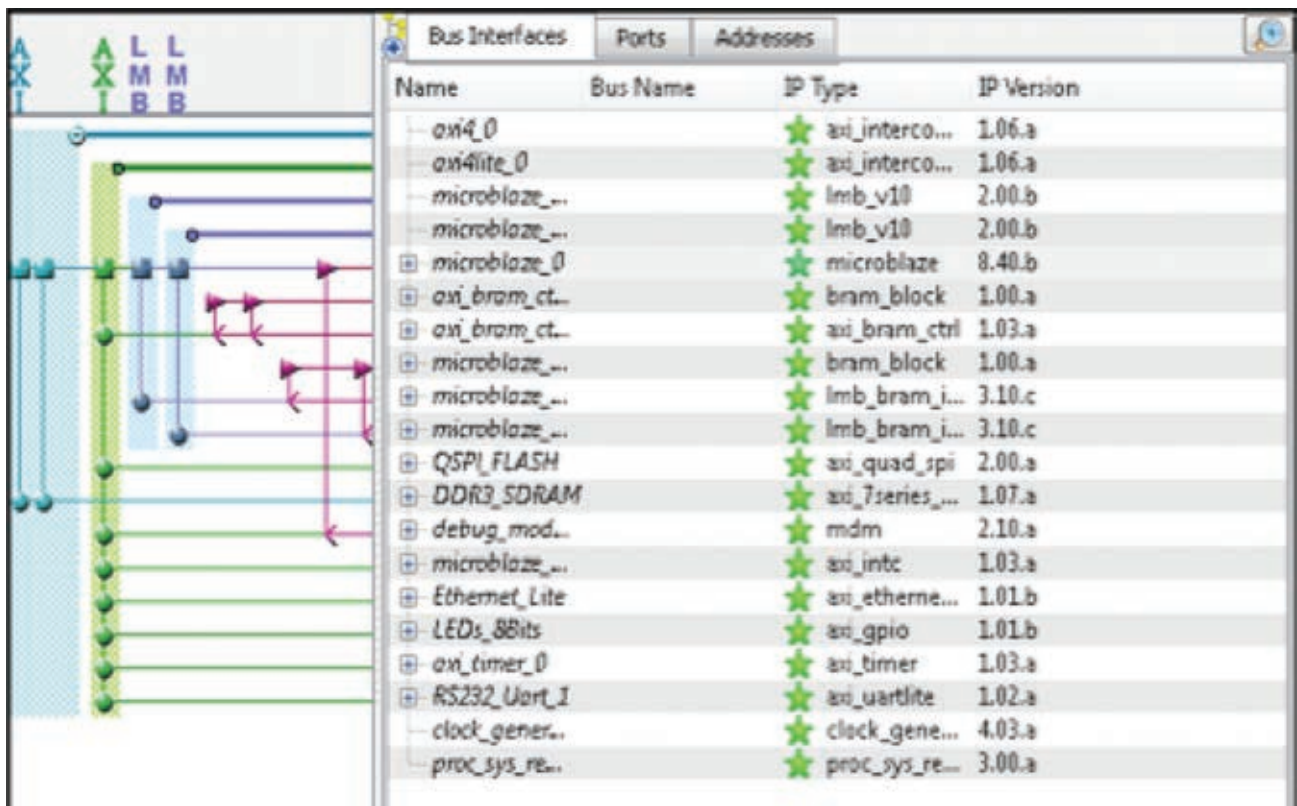 AXI AXI LMB LMB
Bus Interfaces Ports Addresses
Name Bus Name IP Type IP Version
axi4_0 axi_interco... 1.06.a
axi4lite_0 axi_interco... 1.06.a
microblaze_... lmb_v10 2.00.b
microblaze_... lmb_v10 2.00.b
microblaze_0 microblaze 8.40.b
axi_bram_ct... bram_block 1.00.a
axi_bram_ct... axi_bram_ctrl 1.03.a
microblaze_... bram_block 1.00.a
microblaze_... lmb_bram_i... 3.10.c
microblaze_... lmb_bram_i... 3.10.c
QSPI_FLASH axi_quad_spi 2.00.a
DDR3_SDRAM axi_7series_... 1.07.a
debug_mod... mdm 2.10.a
microblaze_... axi_intc 1.03.a
Ethernet_Lite axi_etherne... 1.01.b
LEDs_8Bits axi_gpio 1.01.b
axi_timer_0 axi_timer 1.03.a
RS232_Uart_1 axi_uartlite 1.02.a
clock_gener... clock_gene... 4.03.a
proc_sys_re... proc_sys_re... 3.00.a